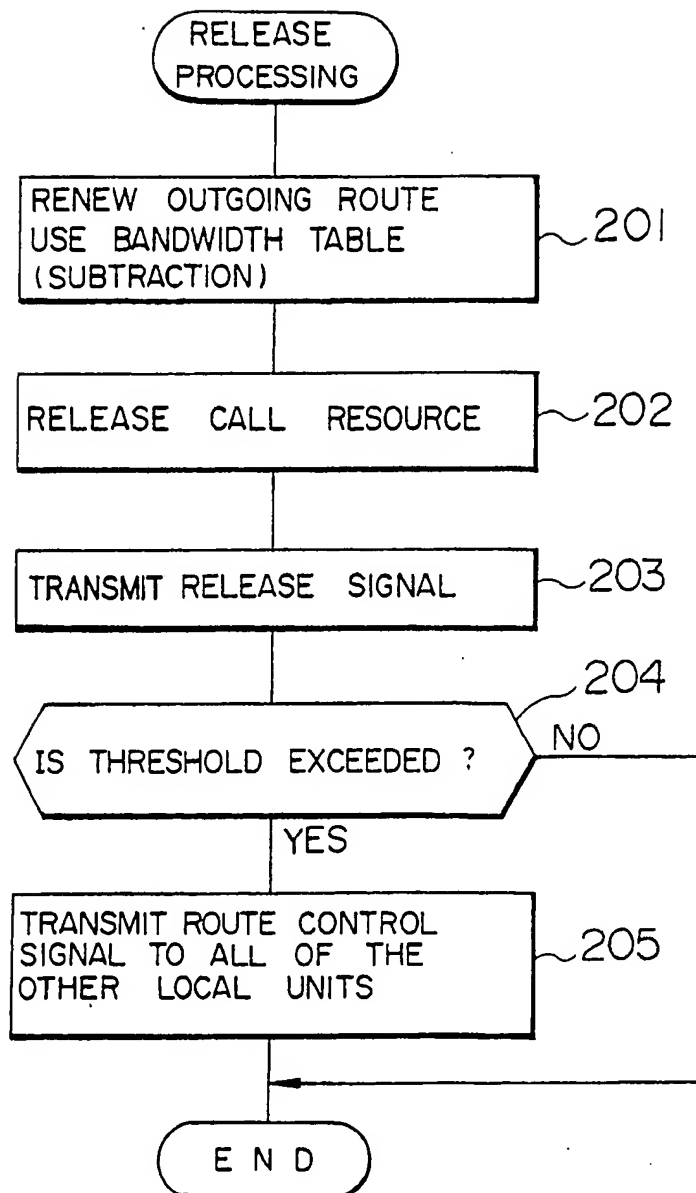 RELEASE
PROCESSING
RENEW OUTGOING ROUTE
USE BANDWIDTH TABLE
(SUBTRACTION)
201
RELEASE CALL RESOURCE
202
TRANSMIT RELEASE SIGNAL
203
204
IS THRESHOLD EXCEEDED ?
NO
YES
TRANSMIT ROUTE CONTROL
SIGNAL TO ALL OF THE
OTHER LOCAL UNITS
205
END